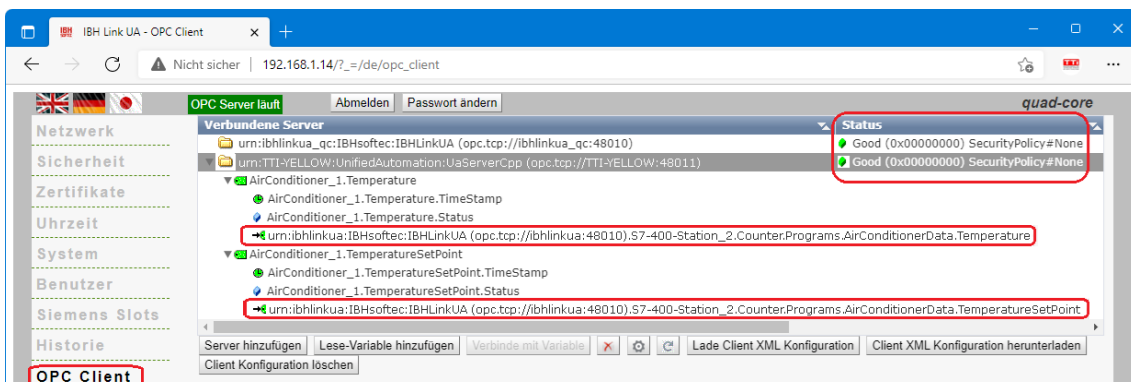 IBH Link UA - OPC Client
Nicht sicher | 192.168.1.14/?_=/de/opc_client
OPC Server läuft Abmelden Passwort ändern quad-core
Netzwerk
Sicherheit
Zertifikate
Uhrzeit
System
Benutzer
Siemens Slots
Historie
OPC Client
Verbundene Server Status
urn:ibhlinkua_qc:IBHsoftec:IBHLinkUA (opc.tcp://ibhlinkua_qc:48010) Good (0x00000000) SecurityPolicy#None
urn:TTI-YELLOW:UnifiedAutomation:UaServerCpp (opc.tcp://TTI-YELLOW:48011) Good (0x00000000) SecurityPolicy#None
AirConditioner_1.Temperature
AirConditioner_1.Temperature.TimeStamp
AirConditioner_1.Temperature.Status
urn:ibhlinkua:IBHsoftec:IBHLinkUA (opc.tcp://ibhlinkua:48010).S7-400-Station_2.Counter.Programs.AirConditionerData.Temperature
AirConditioner_1.TemperatureSetPoint
AirConditioner_1.TemperatureSetPoint.TimeStamp
AirConditioner_1.TemperatureSetPoint.Status
urn:ibhlinkua:IBHsoftec:IBHLinkUA (opc.tcp://ibhlinkua:48010).S7-400-Station_2.Counter.Programs.AirConditionerData.TemperatureSetPoint
Server hinzufügen Lese-Variable hinzufügen Verbinde mit Variable Lade Client XML Konfiguration Client XML Konfiguration herunterladen
Client Konfiguration löschen